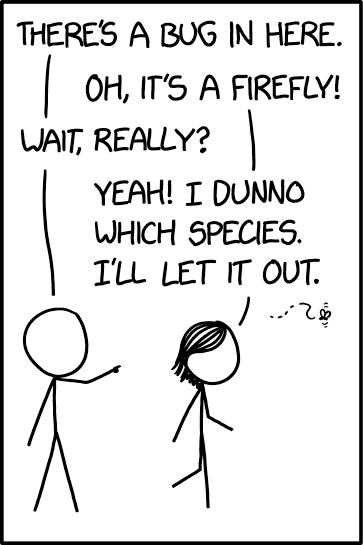 THERE'S A BUG IN HERE.
OH, IT'S A FIREFLY!
WAIT, REALLY?
YEAH! I DUNNO
WHICH SPECIES.
I'LL LET IT OUT.